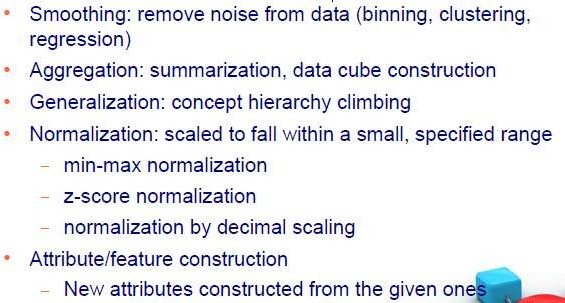 • Smoothing: remove noise from data (binning, clustering,
regression)
• Aggregation: summarization, data cube construction
• Generalization: concept hierarchy climbing
• Normalization: scaled to fall within a small, specified range
– min-max normalization
– z-score normalization
– normalization by decimal scaling
• Attribute/feature construction
– New attributes constructed from the given ones